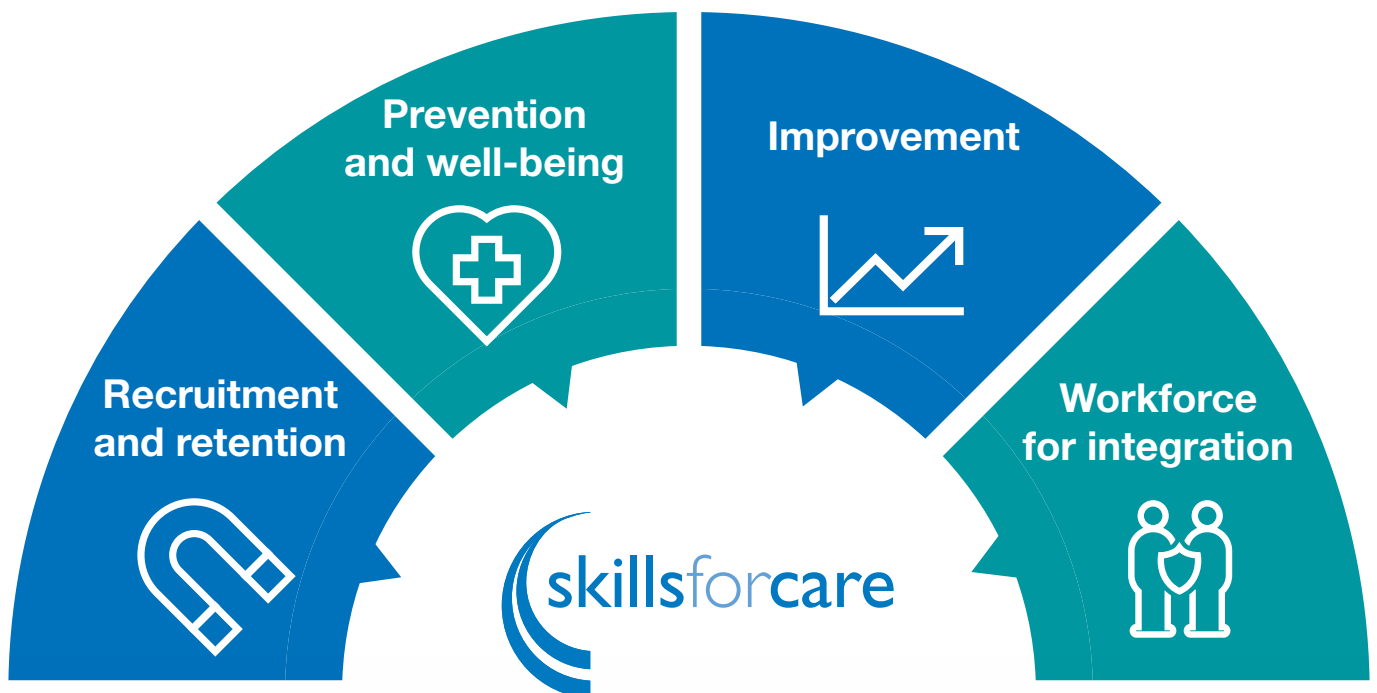 Prevention
and well-being
Improvement
Recruitment
and retention
Workforce
for integration
skillsforcare